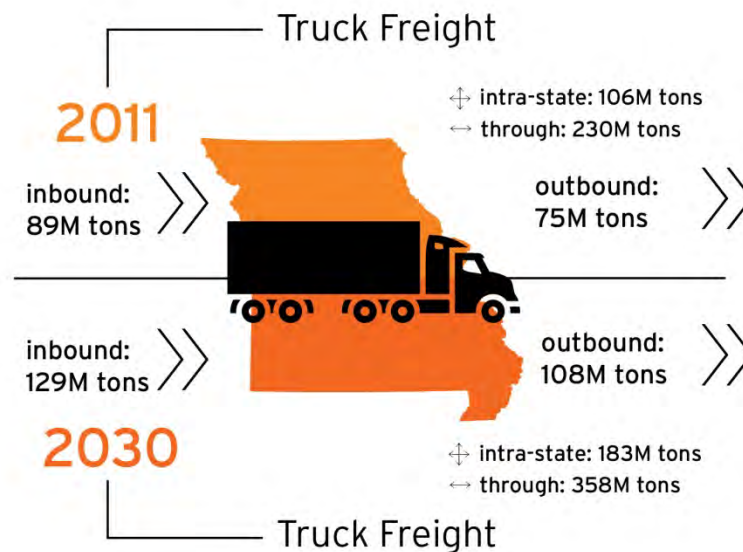 Truck Freight
2011
intra-state: 106M tons
through: 230M tons
inbound:
89M tons
outbound:
75M tons
inbound:
129M tons
outbound:
108M tons
2030
intra-state: 183M tons
through: 358M tons
Truck Freight